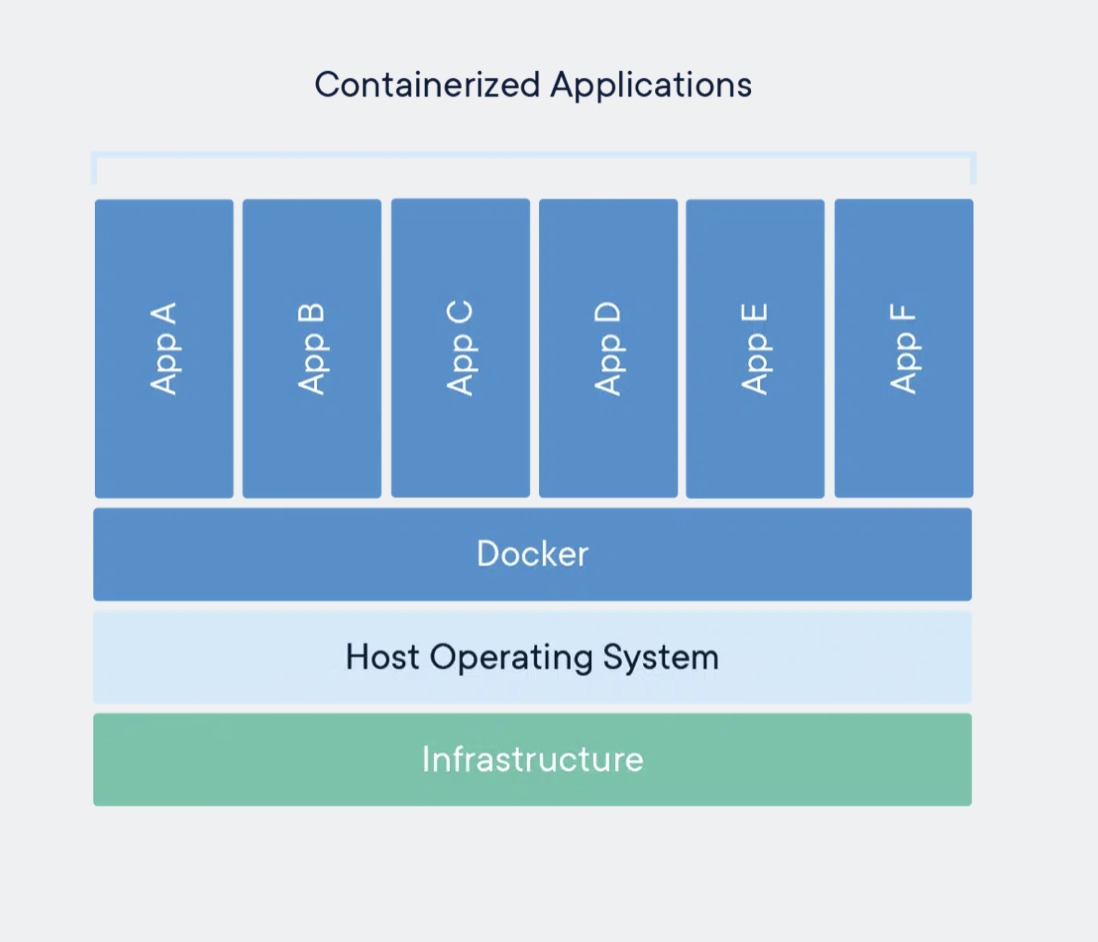 Containerized Applications
App A
App B
App C
App D
App E
App F
Docker
Host Operating System
Infrastructure